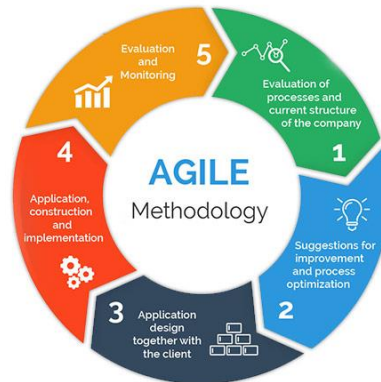 AGILE
Methodology
1
Evaluation of
processes and
current structure
of the company
2
Suggestions for
improvement
and process
optimization
3
Application
design
together with
the client
4
Application,
construction
and
implementation
5
Evaluation
and
Monitoring